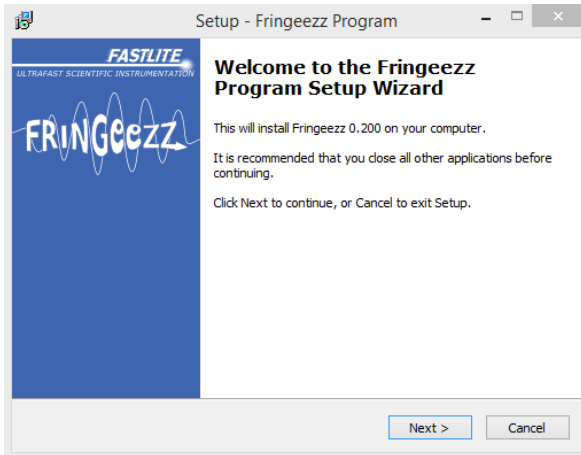 Setup - Fringeezz Program
FASTLITE
ULTRAFAST SCIENTIFIC INSTRUMENTATION
FRINGeezz
Welcome to the Fringeezz
Program Setup Wizard
This will install Fringeezz 0.200 on your computer.
It is recommended that you close all other applications before
continuing.
Click Next to continue, or Cancel to exit Setup.
Next >
Cancel